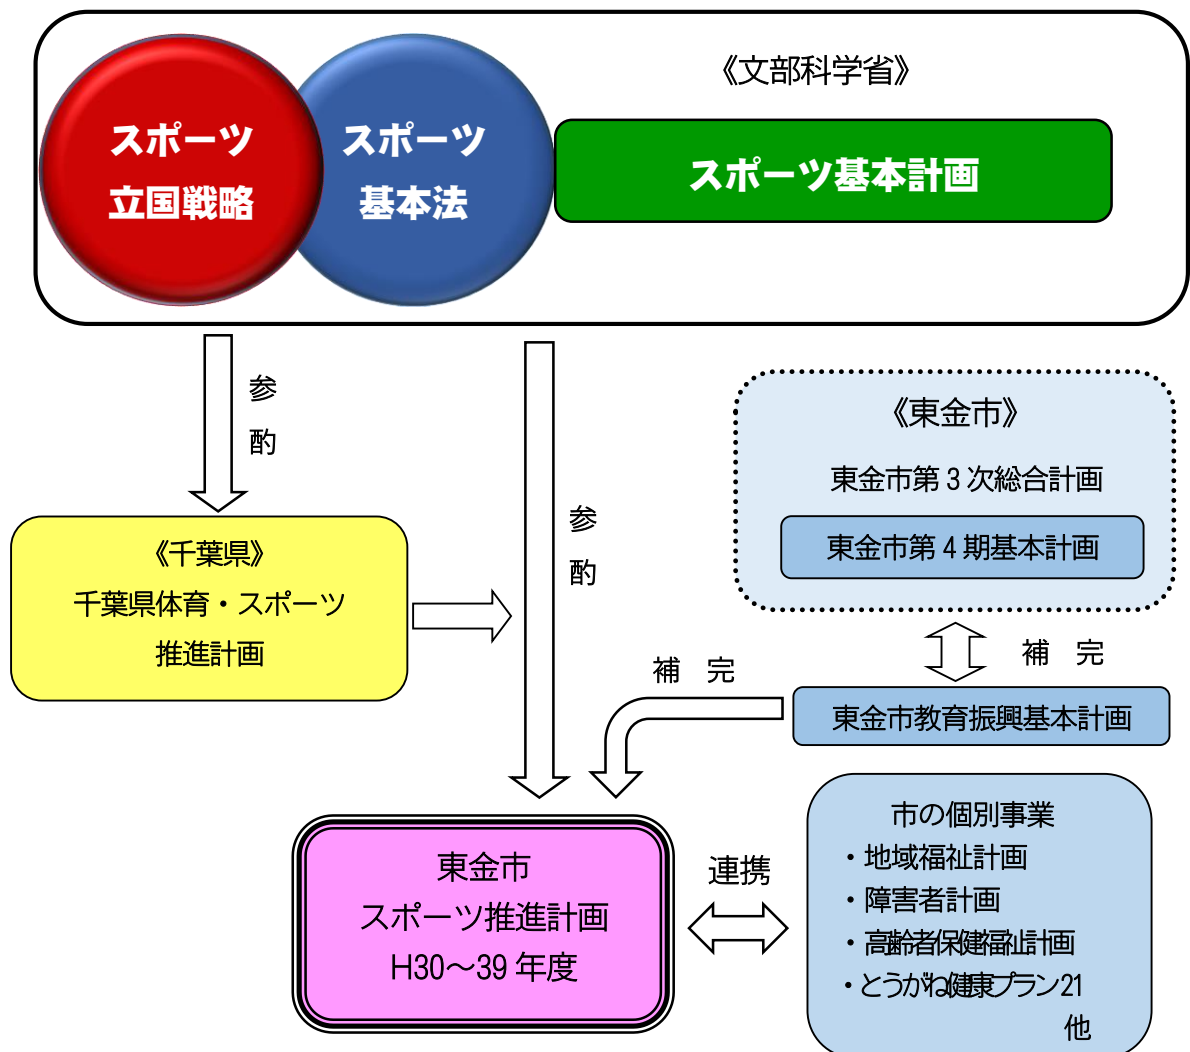 《文部科学省》
スポーツ
立国戦略
スポーツ
基本法
スポーツ基本計画
参
酌
参
酌
《東金市》
東金市第3次総合計画
東金市第4期基本計画
《千葉県》
千葉県体育・スポーツ
推進計画
補 完
補 完
東金市教育振興基本計画
東金市
スポーツ推進計画
H30～39年度
連携
市の個別事業
・地域福祉計画
・障害者計画
・高齢者保健福祉計画
・とうがね健康プラン21
他